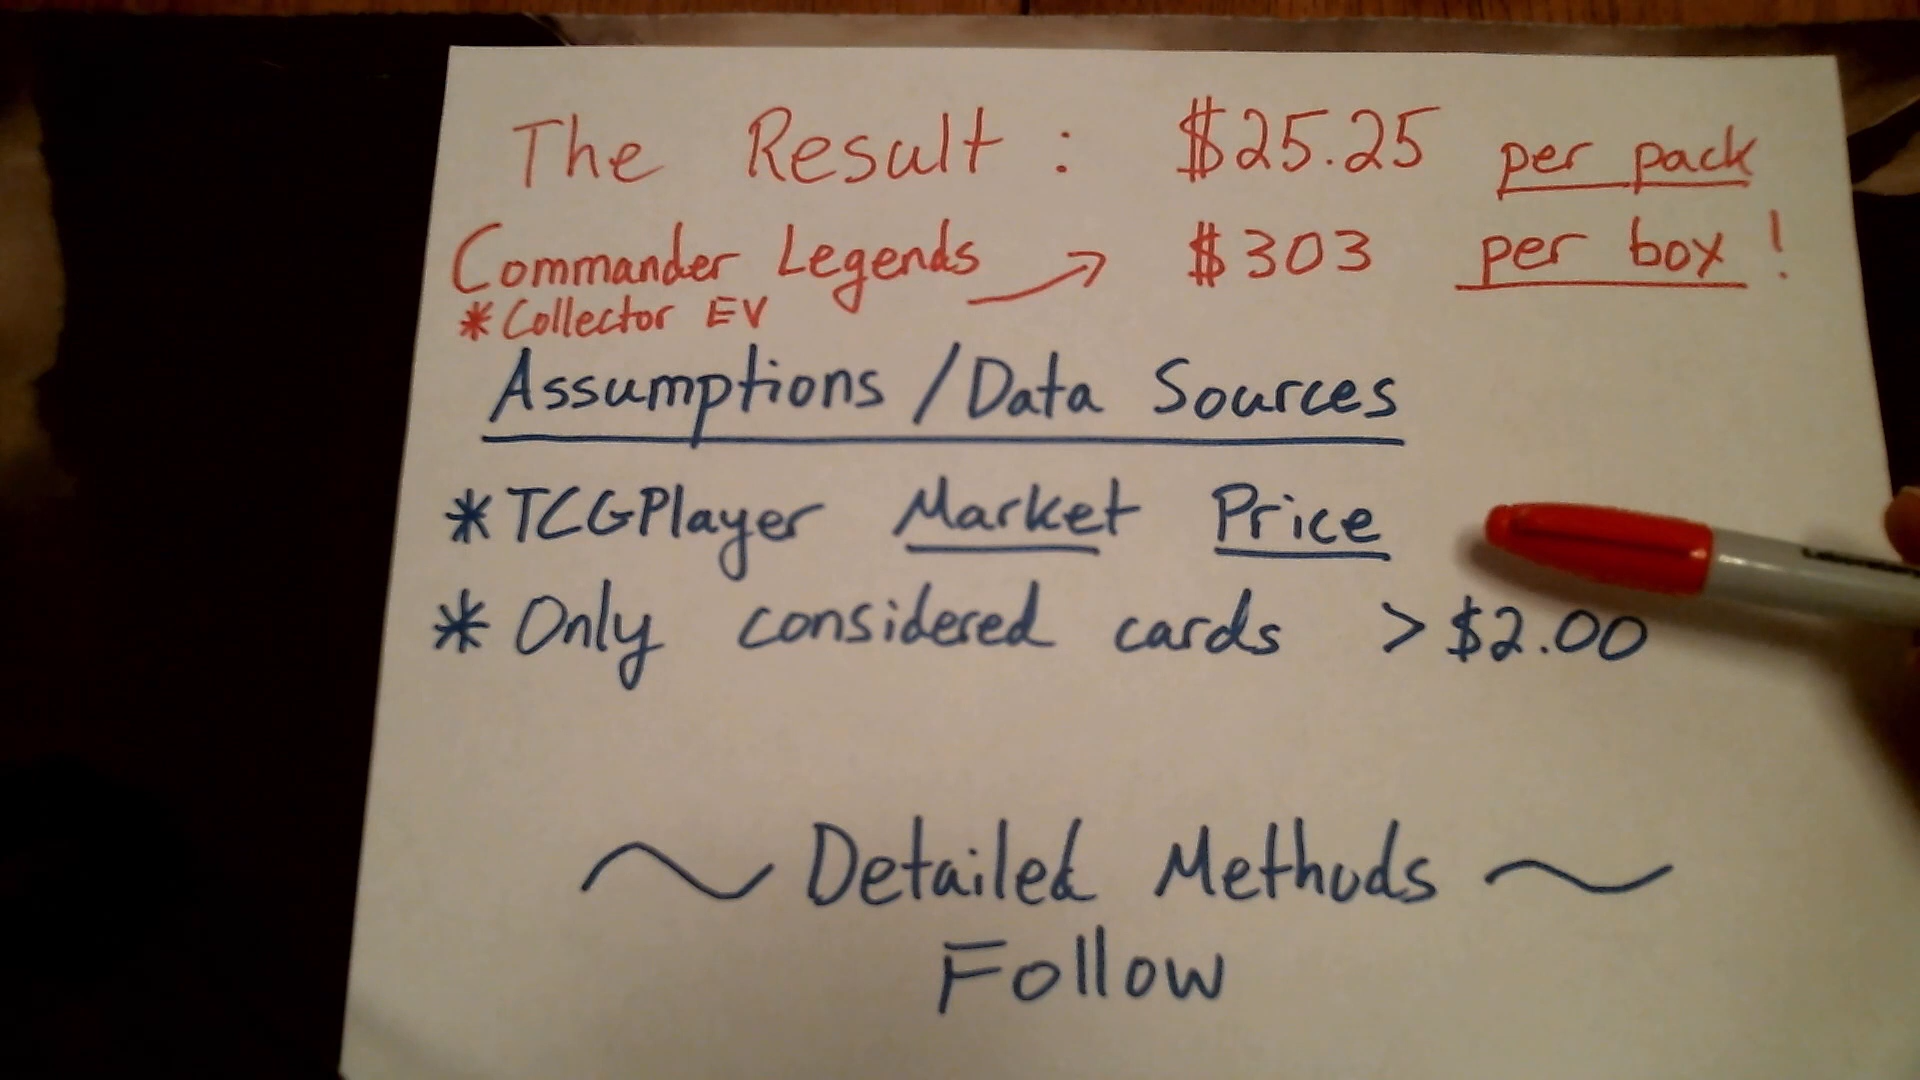 The Result: $25.25 per pack
Commander Legends → $303 per box!
*Collector EV
Assumptions/Data Sources
*TCGPlayer Market Price
*Only considered cards >$2.00
~ Detailed Methods ~
Follow